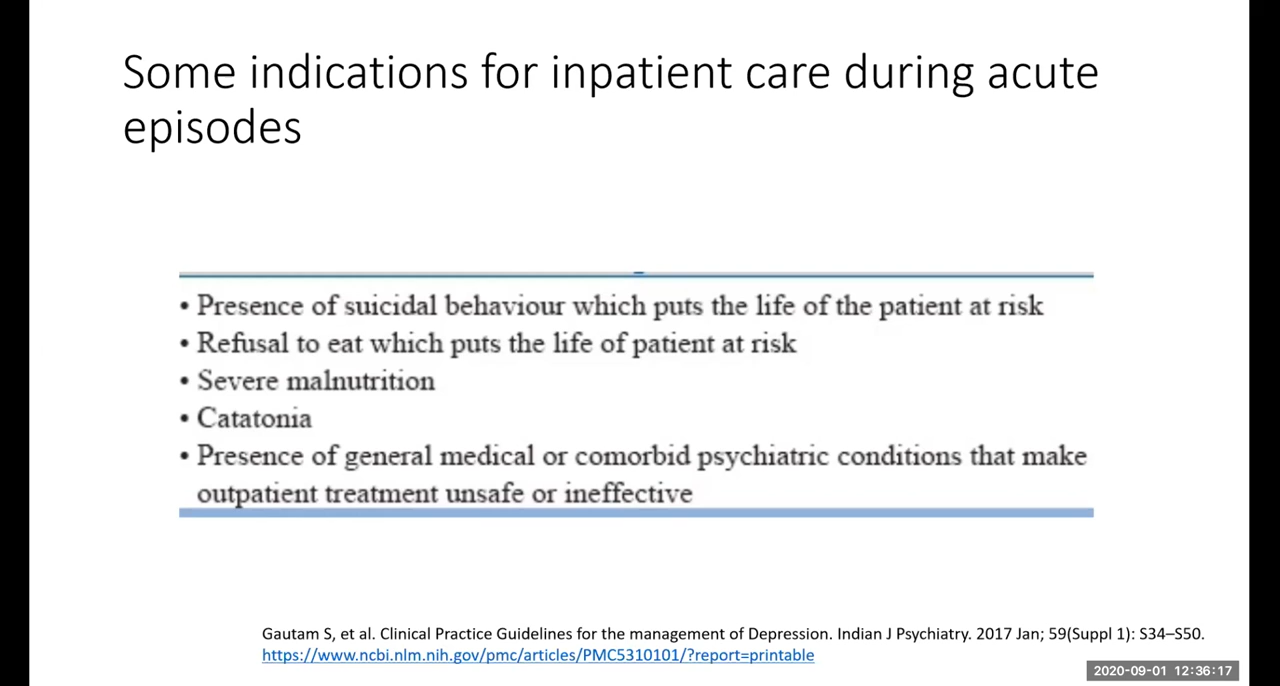 Some indications for inpatient care during acute
episodes
• Presence of suicidal behaviour which puts the life of the patient at risk
• Refusal to eat which puts the life of patient at risk
• Severe malnutrition
• Catatonia
• Presence of general medical or comorbid psychiatric conditions that make
outpatient treatment unsafe or ineffective
Gautam S, et al. Clinical Practice Guidelines for the management of Depression. Indian J Psychiatry. 2017 Jan; 59(Suppl 1): S34–S50.
https://www.ncbi.nlm.nih.gov/pmc/articles/PMC5310101/?report=printable
2020-09-01 12:36:17